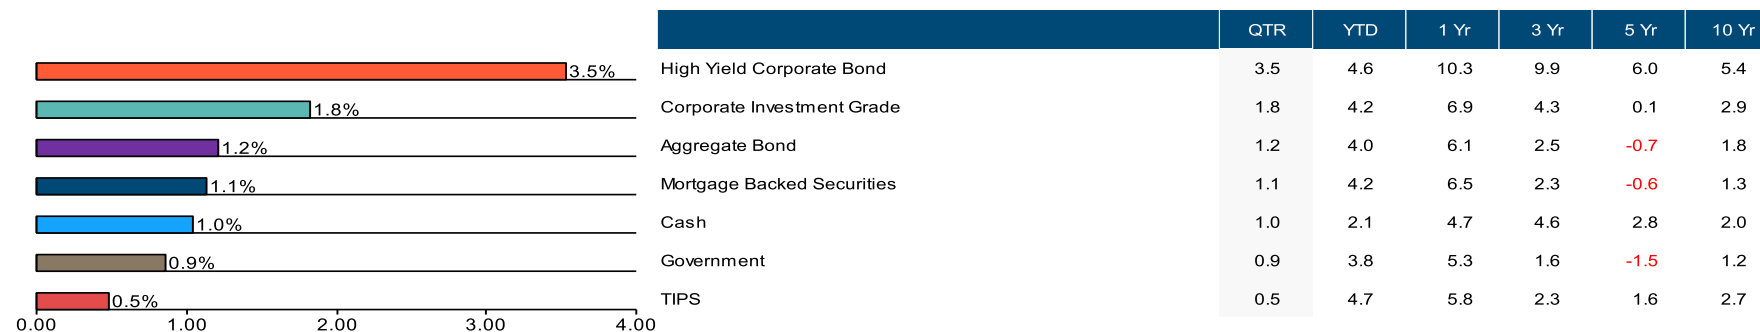 QTR YTD 1 Yr 3 Yr 5 Yr 10 Yr
3.5% High Yield Corporate Bond 3.5 4.6 10.3 9.9 6.0 5.4
1.8% Corporate Investment Grade 1.8 4.2 6.9 4.3 0.1 2.9
1.2% Aggregate Bond 1.2 4.0 6.1 2.5 -0.7 1.8
1.1% Mortgage Backed Securities 1.1 4.2 6.5 2.3 -0.6 1.3
1.0% Cash 1.0 2.1 4.7 4.6 2.8 2.0
0.9% Government 0.9 3.8 5.3 1.6 -1.5 1.2
0.5% TIPS 0.5 4.7 5.8 2.3 1.6 2.7
0.00 1.00 2.00 3.00 4.00